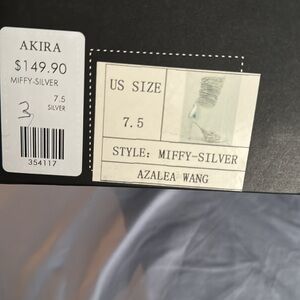 AKIRA
$149.90
MIFFY-SILVER
7.5
SILVER
3
354117
US SIZE
7.5
STYLE: MIFFY-SILVER
AZALEA WANG